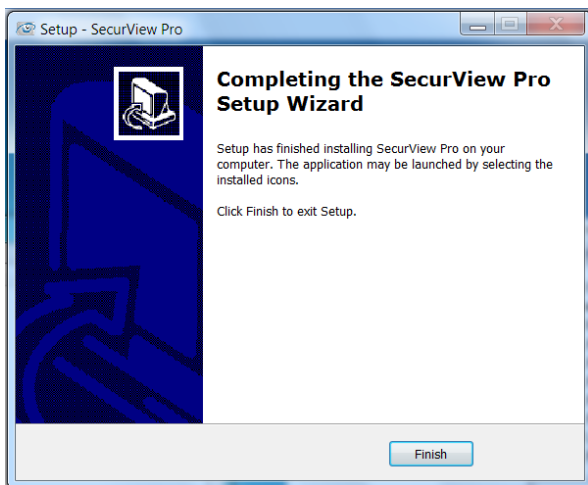 Setup - SecurView Pro
Completing the SecurView Pro
Setup Wizard
Setup has finished installing SecurView Pro on your
computer. The application may be launched by selecting the
installed icons.
Click Finish to exit Setup.
Finish